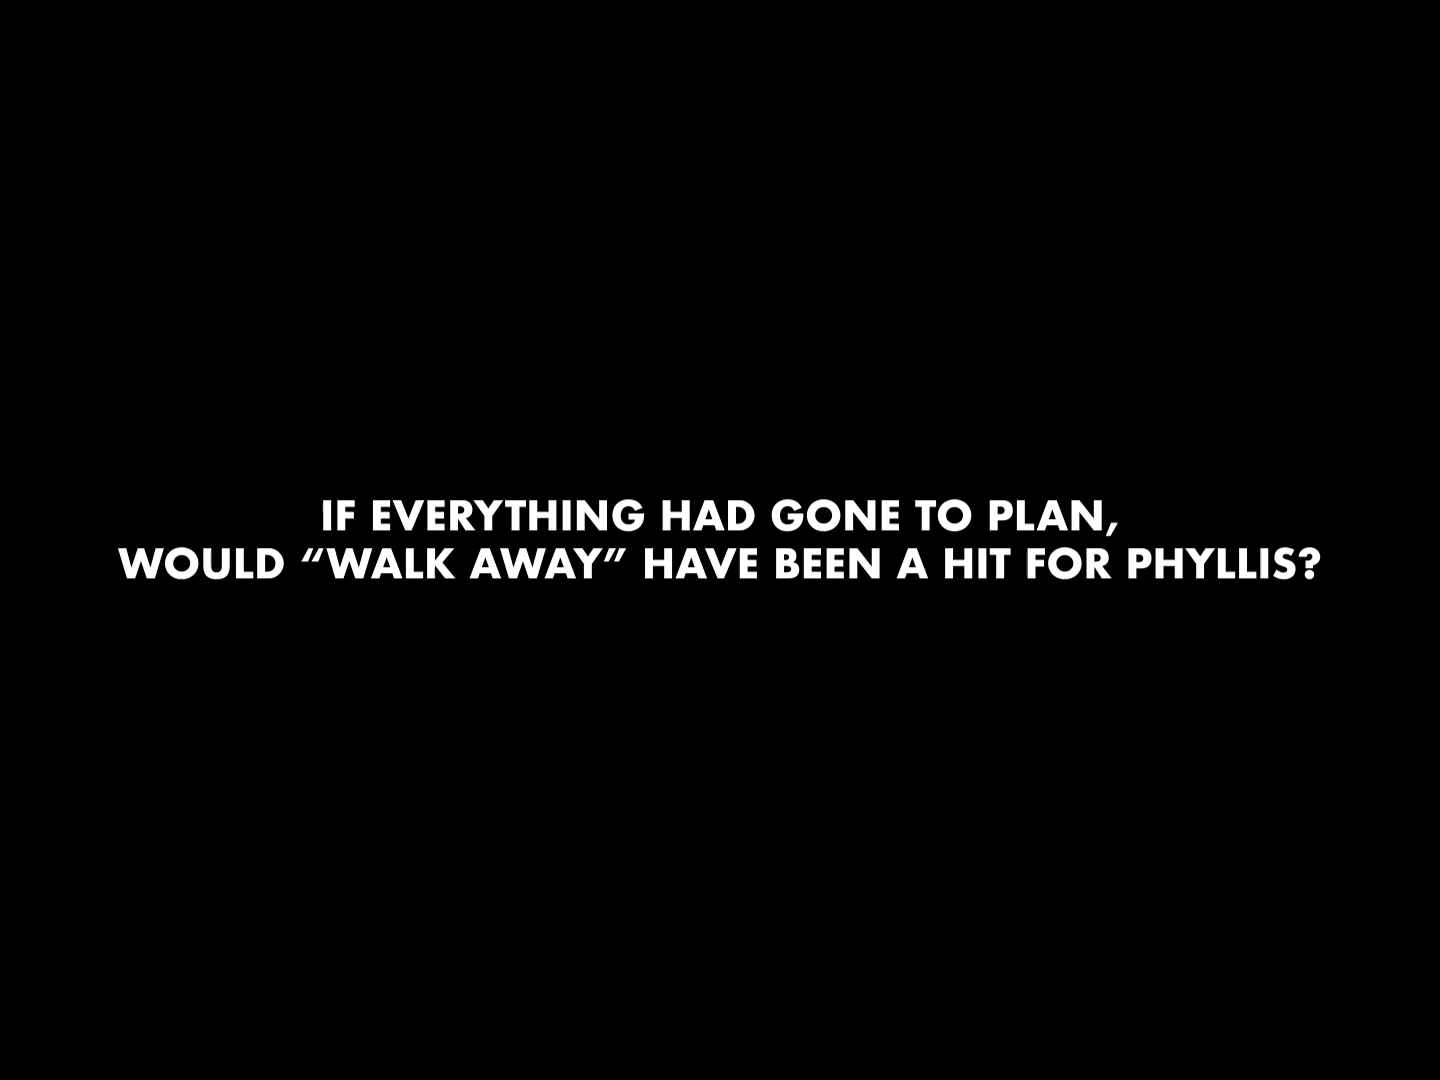 IF EVERYTHING HAD GONE TO PLAN,
WOULD “WALK AWAY” HAVE BEEN A HIT FOR PHYLLIS?